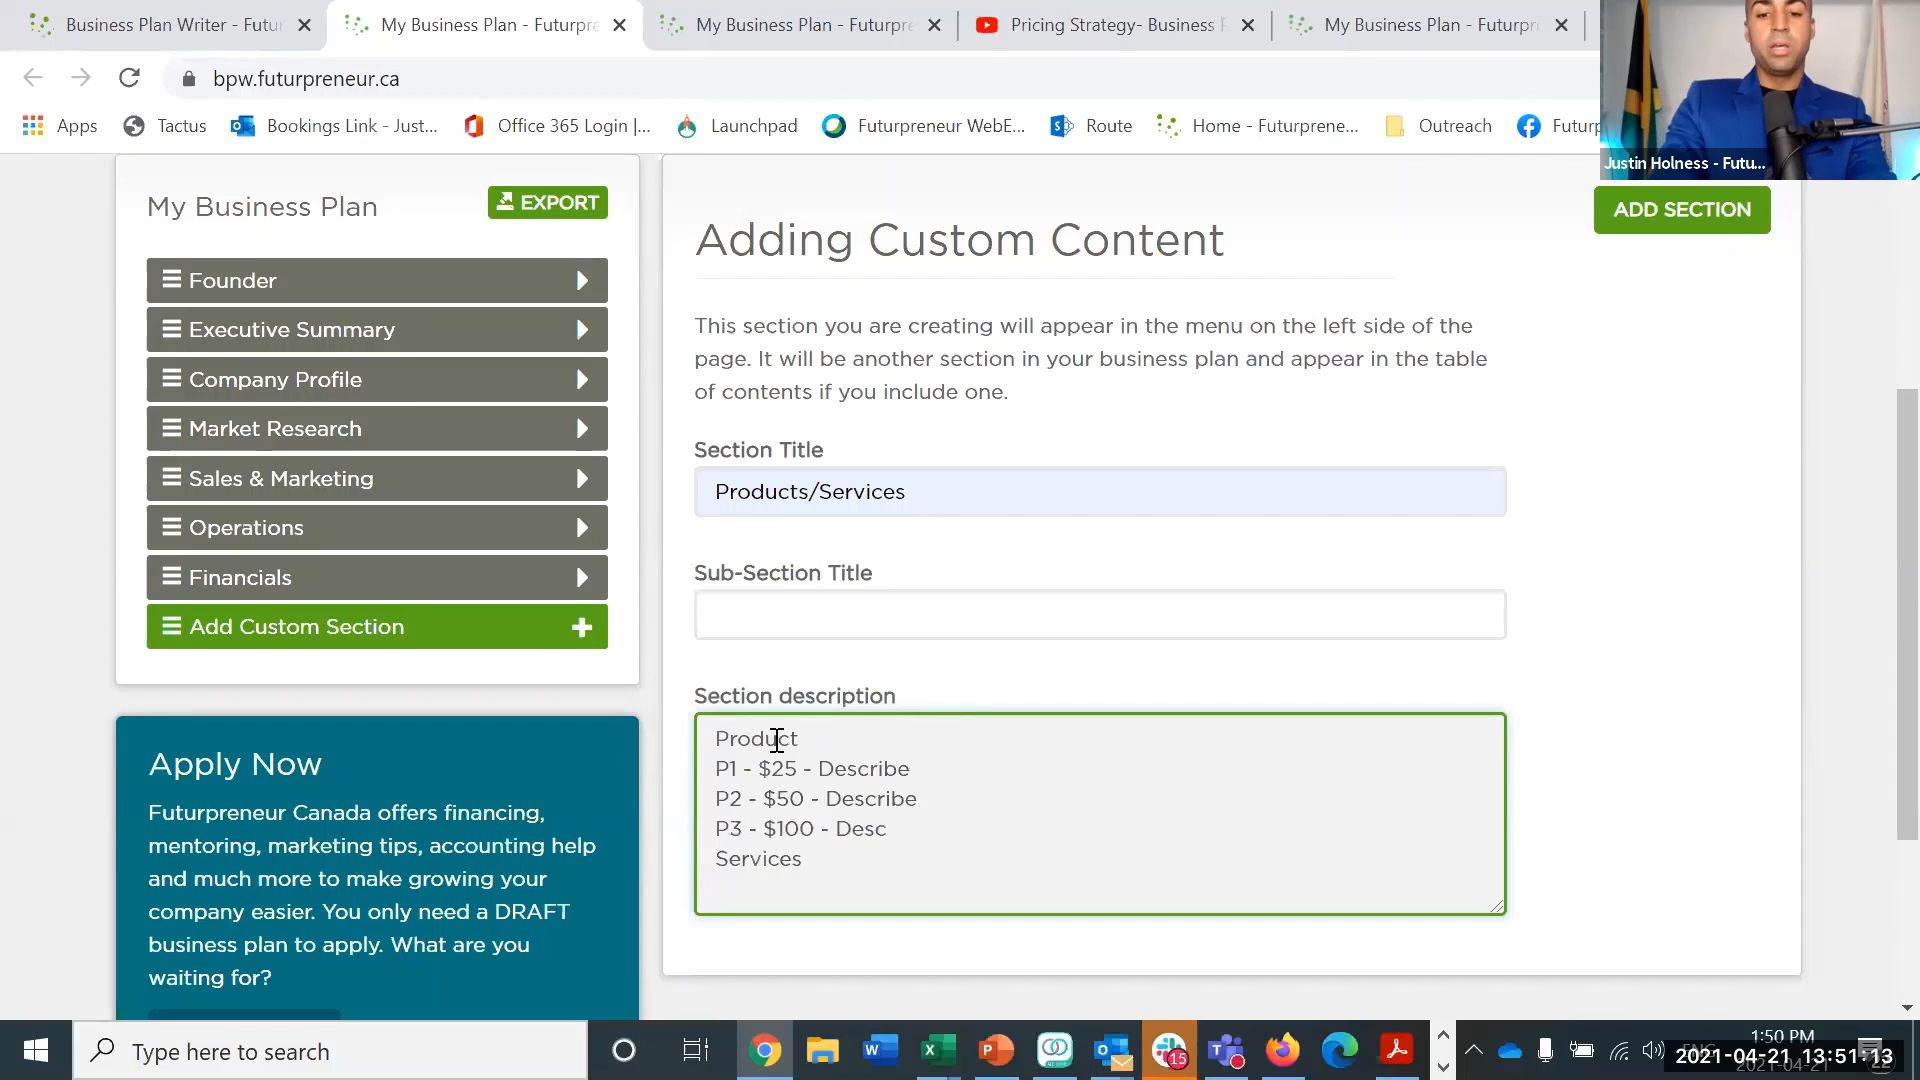 Business Plan Writer - Futur
My Business Plan - Futurpre
My Business Plan - Futurpr
Pricing Strategy- Business
My Business Plan - Futurpr
bpw.futurpreneur.ca
Apps
Tactus
Bookings Link - Just...
Office 365 Login |...
Launchpad
Futurpreneur WebE...
Route
Home - Futurprene...
Outreach
Futurp
Justin Holness - Futu...
My Business Plan
EXPORT
Founder
Executive Summary
Company Profile
Market Research
Sales & Marketing
Operations
Financials
Add Custom Section
Apply Now
Futurpreneur Canada offers financing,
mentoring, marketing tips, accounting help
and much more to make growing your
company easier. You only need a DRAFT
business plan to apply. What are you
waiting for?
ADD SECTION
Adding Custom Content
This section you are creating will appear in the menu on the left side of the
page. It will be another section in your business plan and appear in the table
of contents if you include one.
Section Title
Products/Services
Sub-Section Title
Section description
Product
P1 - $25 - Describe
P2 - $50 - Describe
P3 - $100 - Desc
Services
Type here to search
15
1:50 PM
2021-04-21 13:51:13
2021-04-21
22